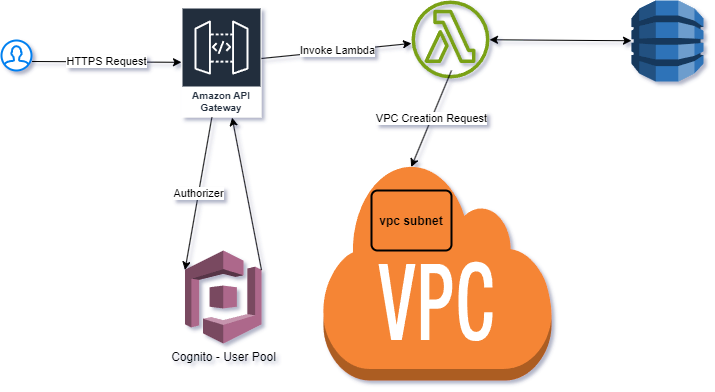 HTTPS Request
Amazon API
Gateway
Invoke Lambda
VPC Creation Request
Authorizer
vpc subnet
VPC
Cognito - User Pool